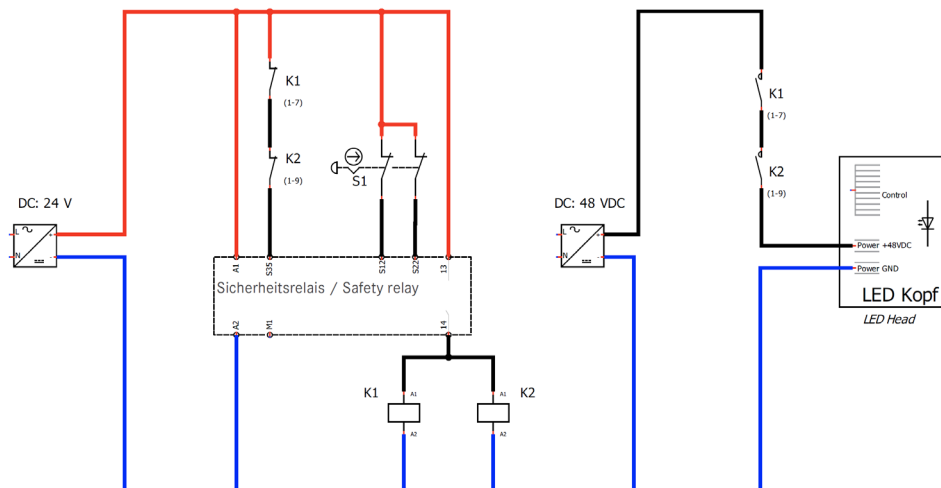 K1
(1-7)
K2
(1-9)
S1
DC: 24 V
L
N
A1
S35
S12
S22
13
Sicherheitsrelais / Safety relay
A2
M1
14
K1
A1
A2
K2
A1
A2
K1
(1-7)
K2
(1-9)
DC: 48 VDC
L
N
Control
Power +48VDC
Power GND
LED Kopf
LED Head